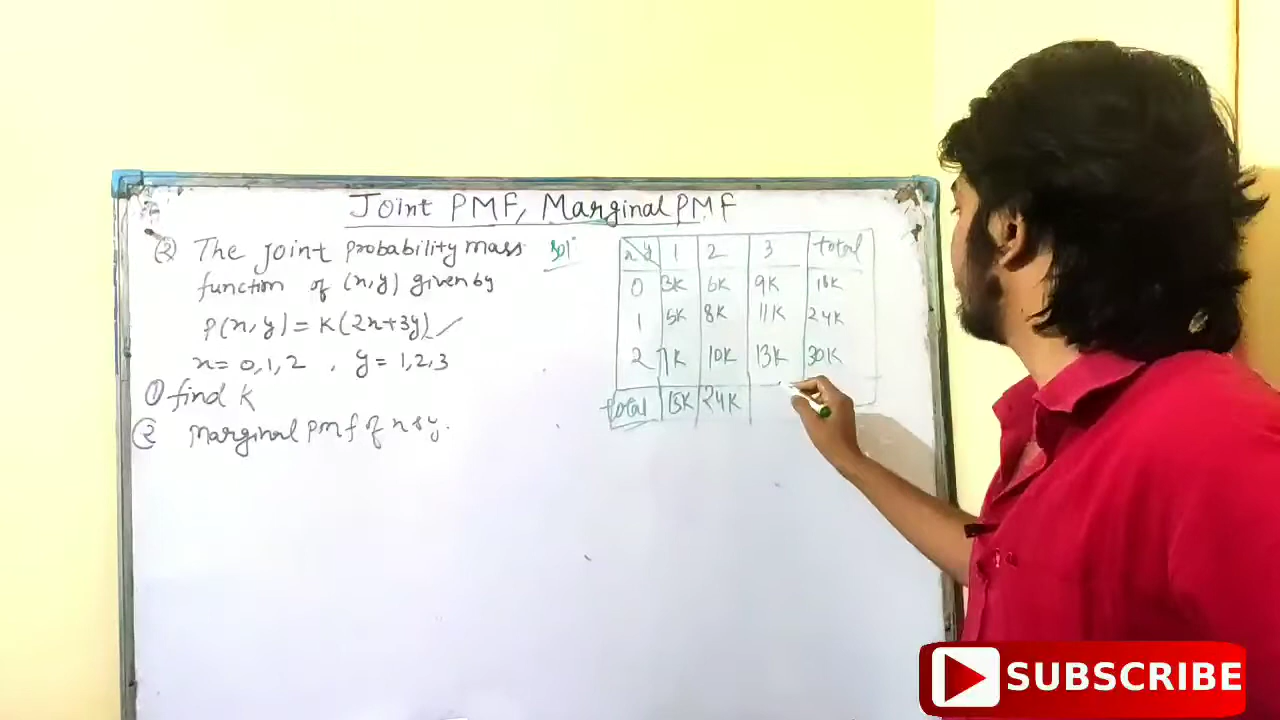 Joint PMF, Marginal PMF
(2) The joint probability mass
function of (x,y) given by
P(x,y) = K(2x+3y)
x = 0,1,2 , y = 1,2,3
① find K
(2 Marginal pmf of x & y.
sol
x y 1 2 3 total
0 3K 6K 9K 18K
1 5K 8K 11K 24K
2 7K 10K 13K 30K
total 15K 24K
SUBSCRIBE